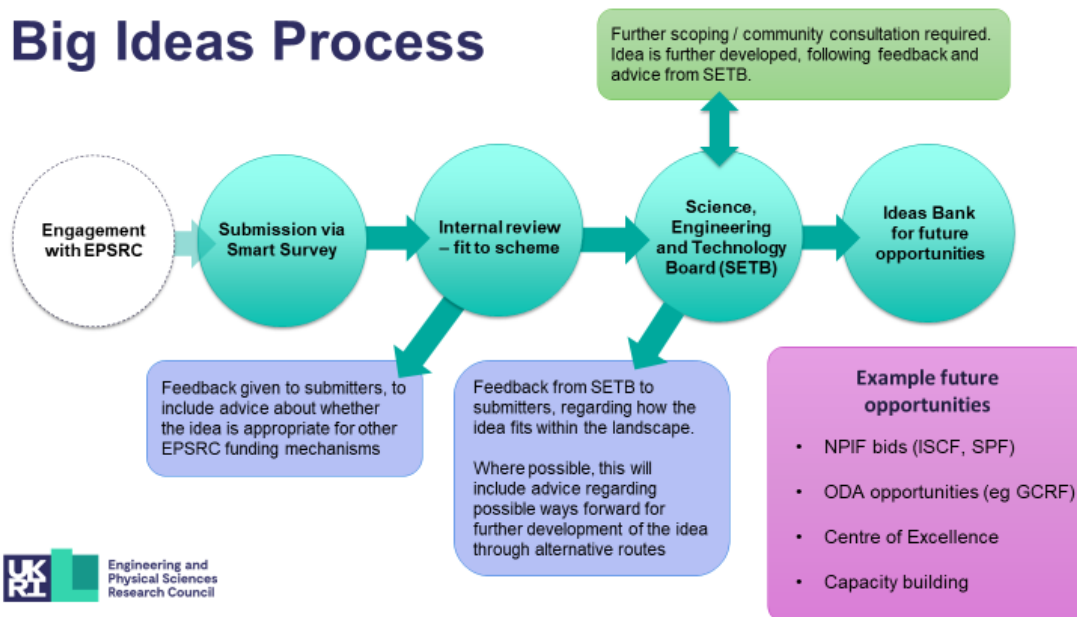 Big Ideas Process
Further scoping / community consultation required.
Idea is further developed, following feedback and
advice from SETB.
Engagement
with EPSRC
Submission via
Smart Survey
Internal review
– fit to scheme
Science,
Engineering
and Technology
Board (SETB)
Ideas Bank
for future
opportunities
Feedback given to submitters, to
include advice about whether
the idea is appropriate for other
EPSRC funding mechanisms
Feedback from SETB to
submitters, regarding how the
idea fits within the landscape.
Where possible, this will
include advice regarding
possible ways forward for
further development of the idea
through alternative routes
Example future
opportunities
• NPIF bids (ISCF, SPF)
• ODA opportunities (eg GCRF)
• Centre of Excellence
• Capacity building
UK
RI
Engineering and
Physical Sciences
Research Council